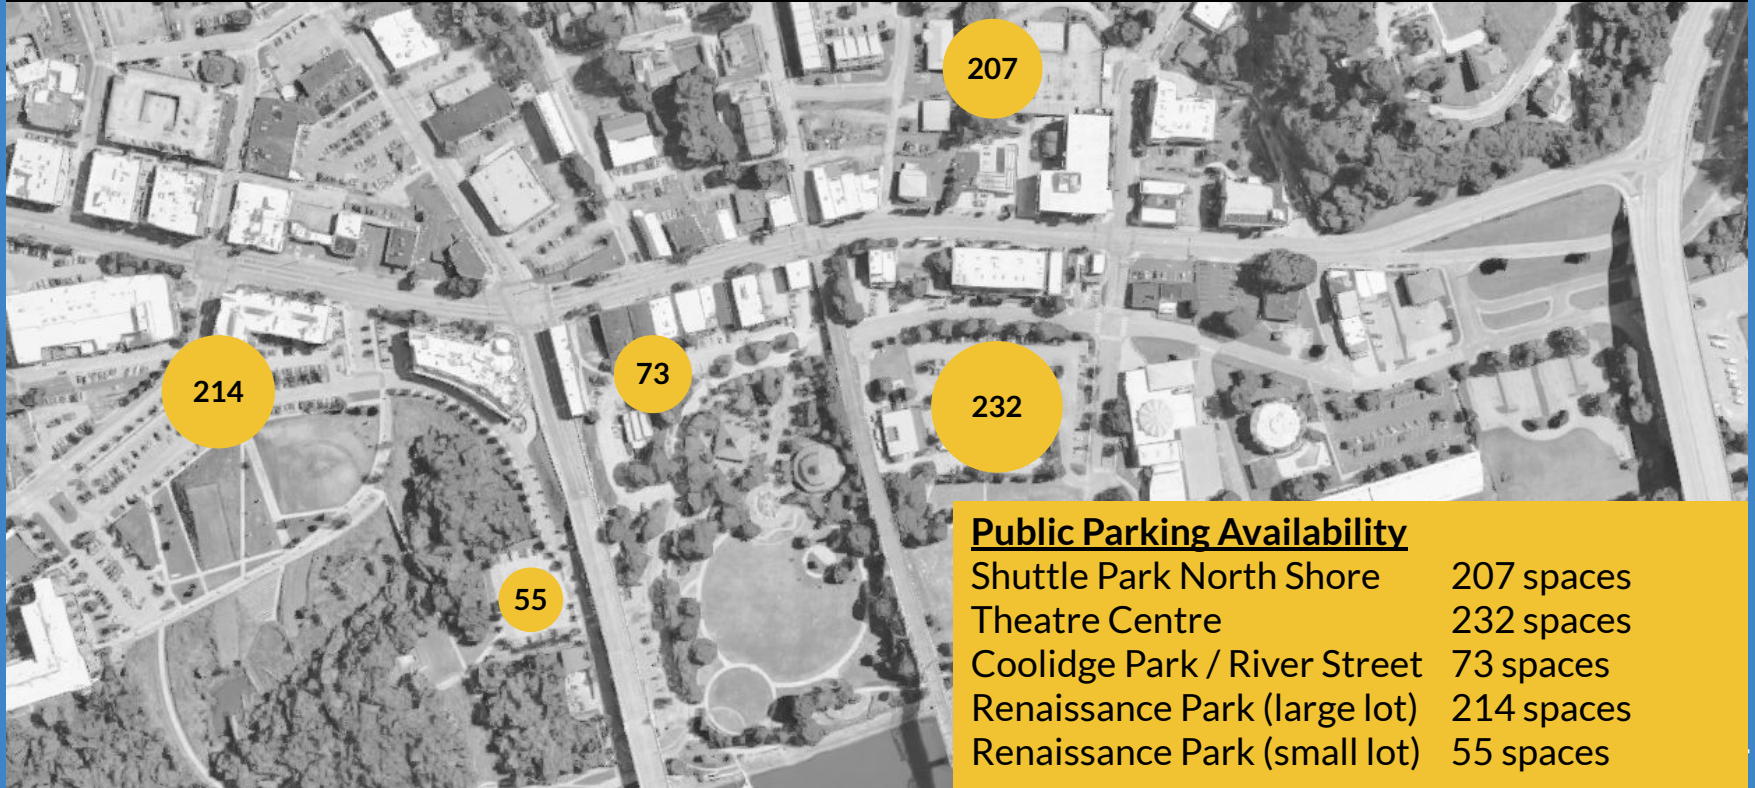 207
73
214
232
55
Public Parking Availability
Shuttle Park North Shore 207 spaces
Theatre Centre 232 spaces
Coolidge Park / River Street 73 spaces
Renaissance Park (large lot) 214 spaces
Renaissance Park (small lot) 55 spaces